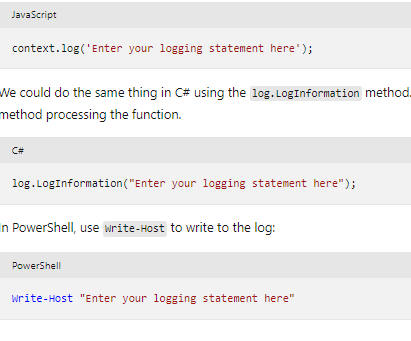 JavaScript
context.log('Enter your logging statement here');
We could do the same thing in C# using the log.LogInformation method.
method processing the function.
C#
log.LogInformation("Enter your logging statement here");
In PowerShell, use Write-Host to write to the log:
PowerShell
Write-Host "Enter your logging statement here"